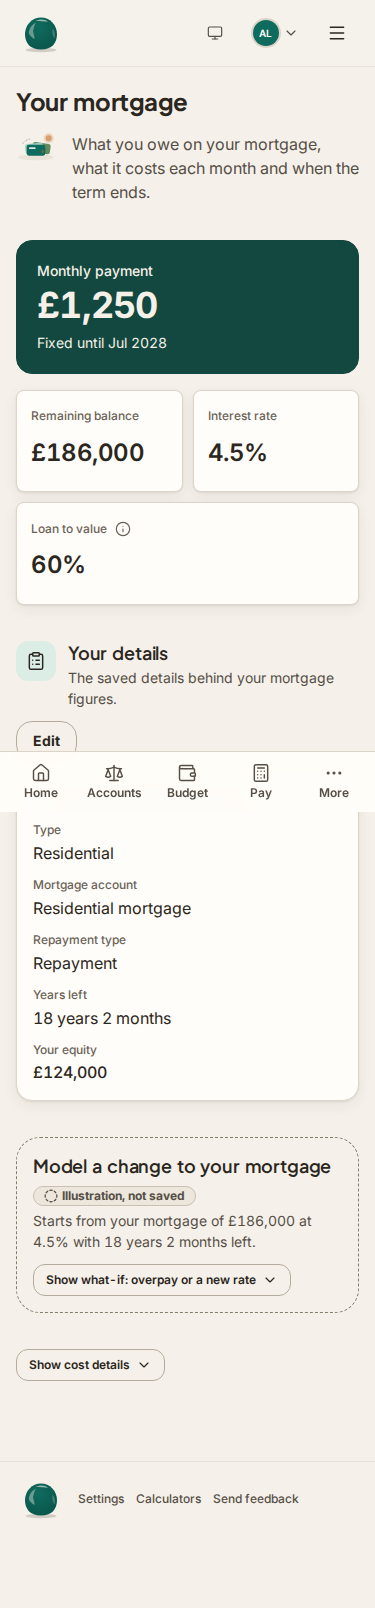 AL
Your mortgage
What you owe on your mortgage,
what it costs each month and when the
term ends.
Monthly payment
£1,250
Fixed until Jul 2028
Remaining balance
£186,000
Interest rate
4.5%
Loan to value
60%
Your details
The saved details behind your mortgage
figures.
Edit
Home
Accounts
Budget
Pay
More
Type
Residential
Mortgage account
Residential mortgage
Repayment type
Repayment
Years left
18 years 2 months
Your equity
£124,000
Model a change to your mortgage
Illustration, not saved
Starts from your mortgage of £186,000 at
4.5% with 18 years 2 months left.
Show what-if: overpay or a new rate
Show cost details
Settings
Calculators
Send feedback